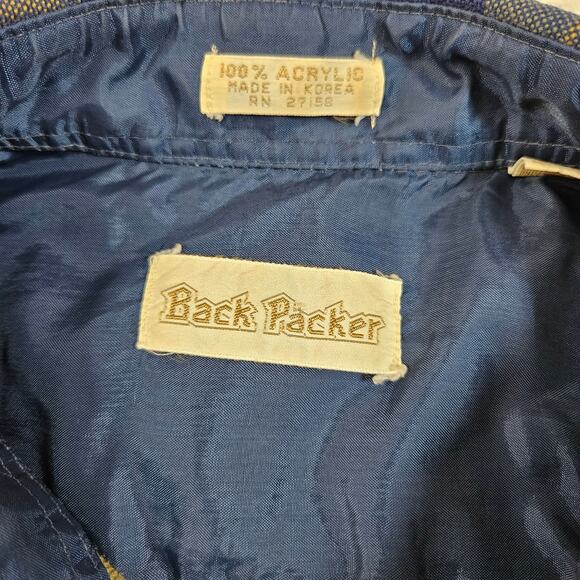 100% ACRYLIC
MADE IN KOREA
RN 27158
Back Packer